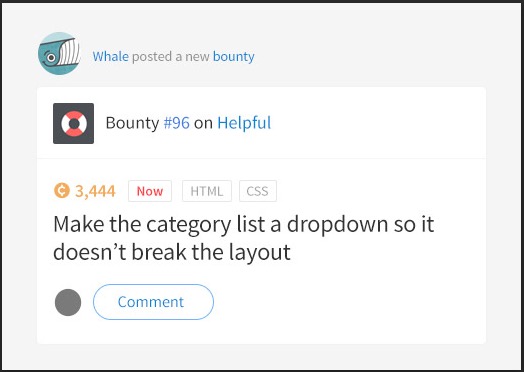 Whale posted a new bounty
Bounty #96 on Helpful
3,444 Now HTML CSS
Make the category list a dropdown so it
doesn’t break the layout
Comment